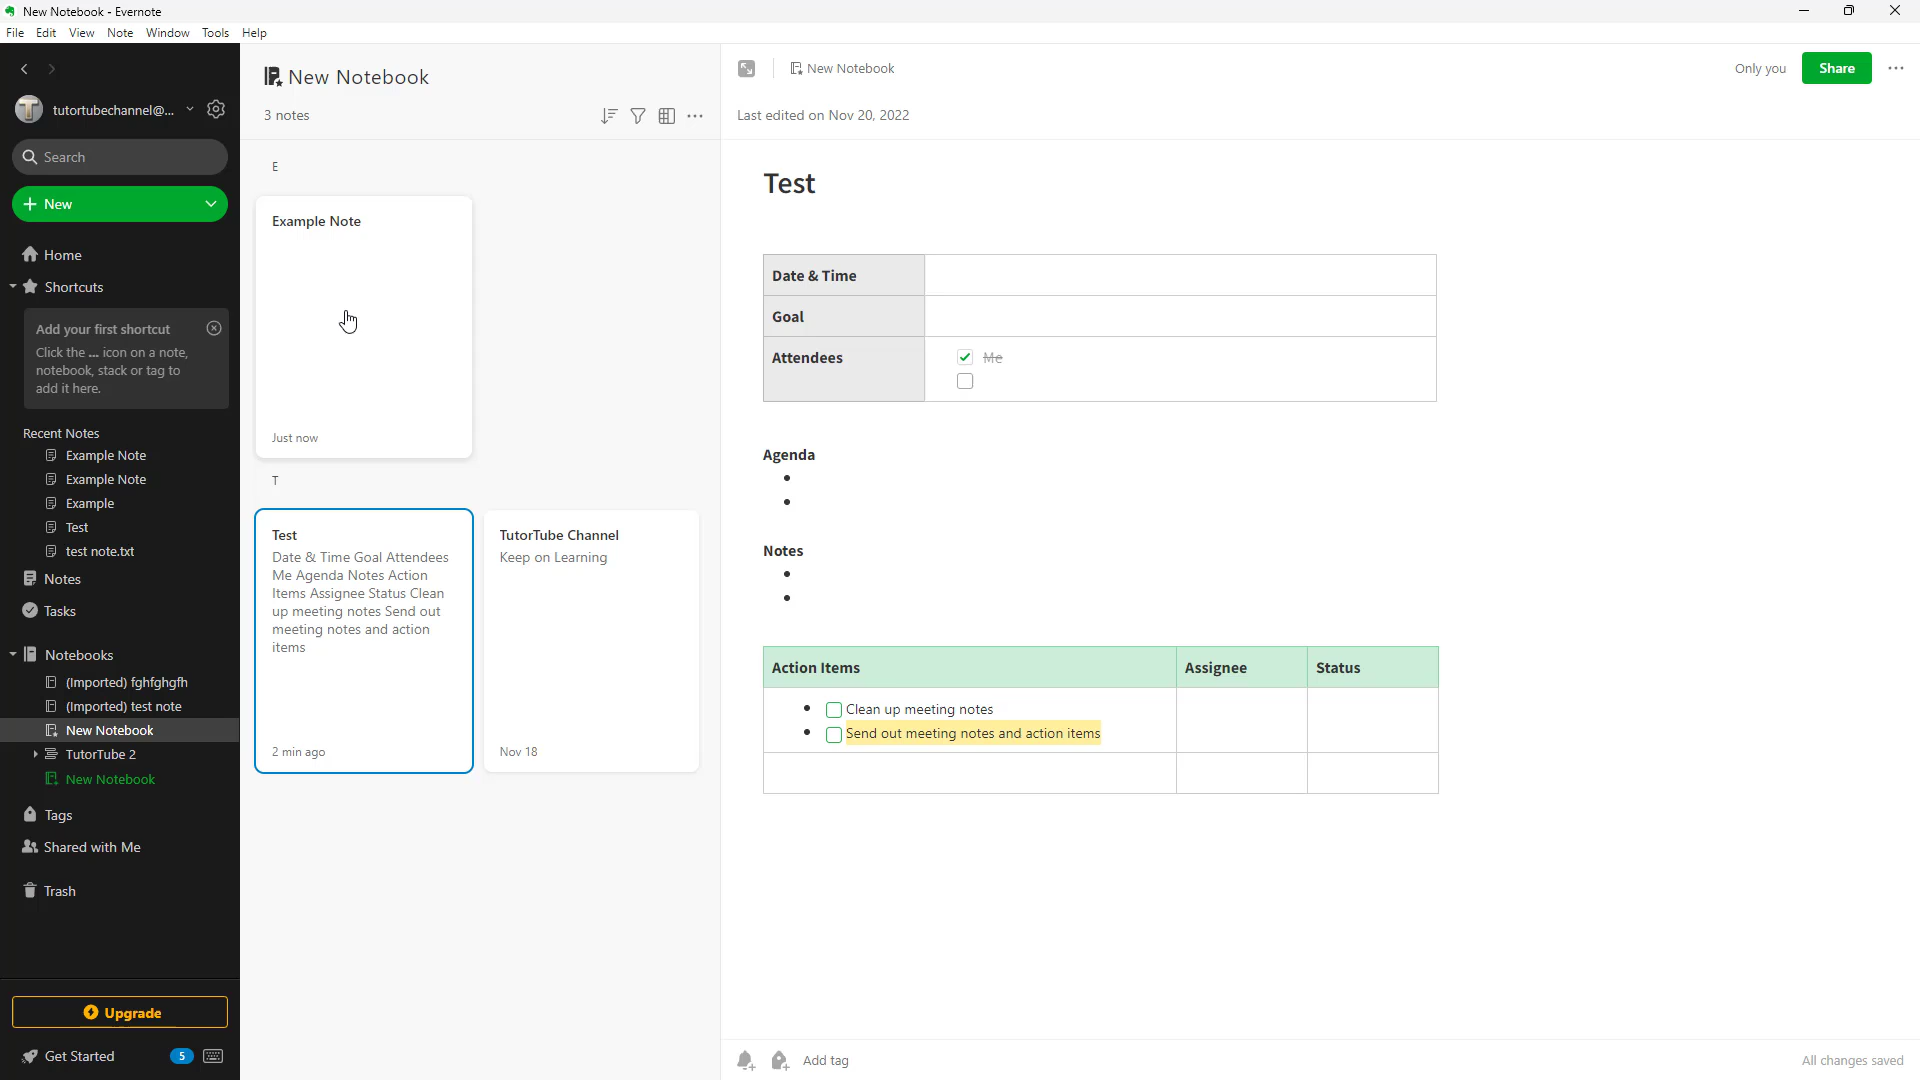 New Notebook - Evernote
File Edit View Note Window Tools Help
tutortubechannel@...
Search
New
Home
Shortcuts
Add your first shortcut
Click the ... icon on a note,
notebook, stack or tag to
add it here.
Recent Notes
Example Note
Example Note
Example
Test
test note.txt
Notes
Tasks
Notebooks
(Imported) fghfghgfh
(Imported) test note
New Notebook
TutorTube 2
New Notebook
Tags
Shared with Me
Trash
Upgrade
Get Started 5
New Notebook
3 notes
E
Example Note
Just now
T
Test
Date & Time Goal Attendees
Me Agenda Notes Action
Items Assignee Status Clean
up meeting notes Send out
meeting notes and action
items
2 min ago
TutorTube Channel
Keep on Learning
Nov 18
New Notebook
Only you
Share
Last edited on Nov 20, 2022
Test
Date & Time
Goal
Attendees
Me
Agenda
Notes
Action Items Assignee Status
Clean up meeting notes
Send out meeting notes and action items
Add tag
All changes saved